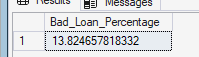 Results Messages
Bad_Loan_Percentage
1 13.824657818332